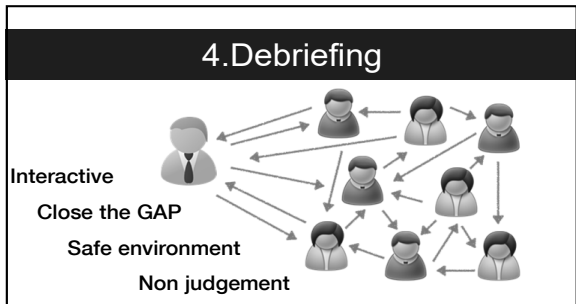 4.Debriefing
Interactive
Close the GAP
Safe environment
Non judgement